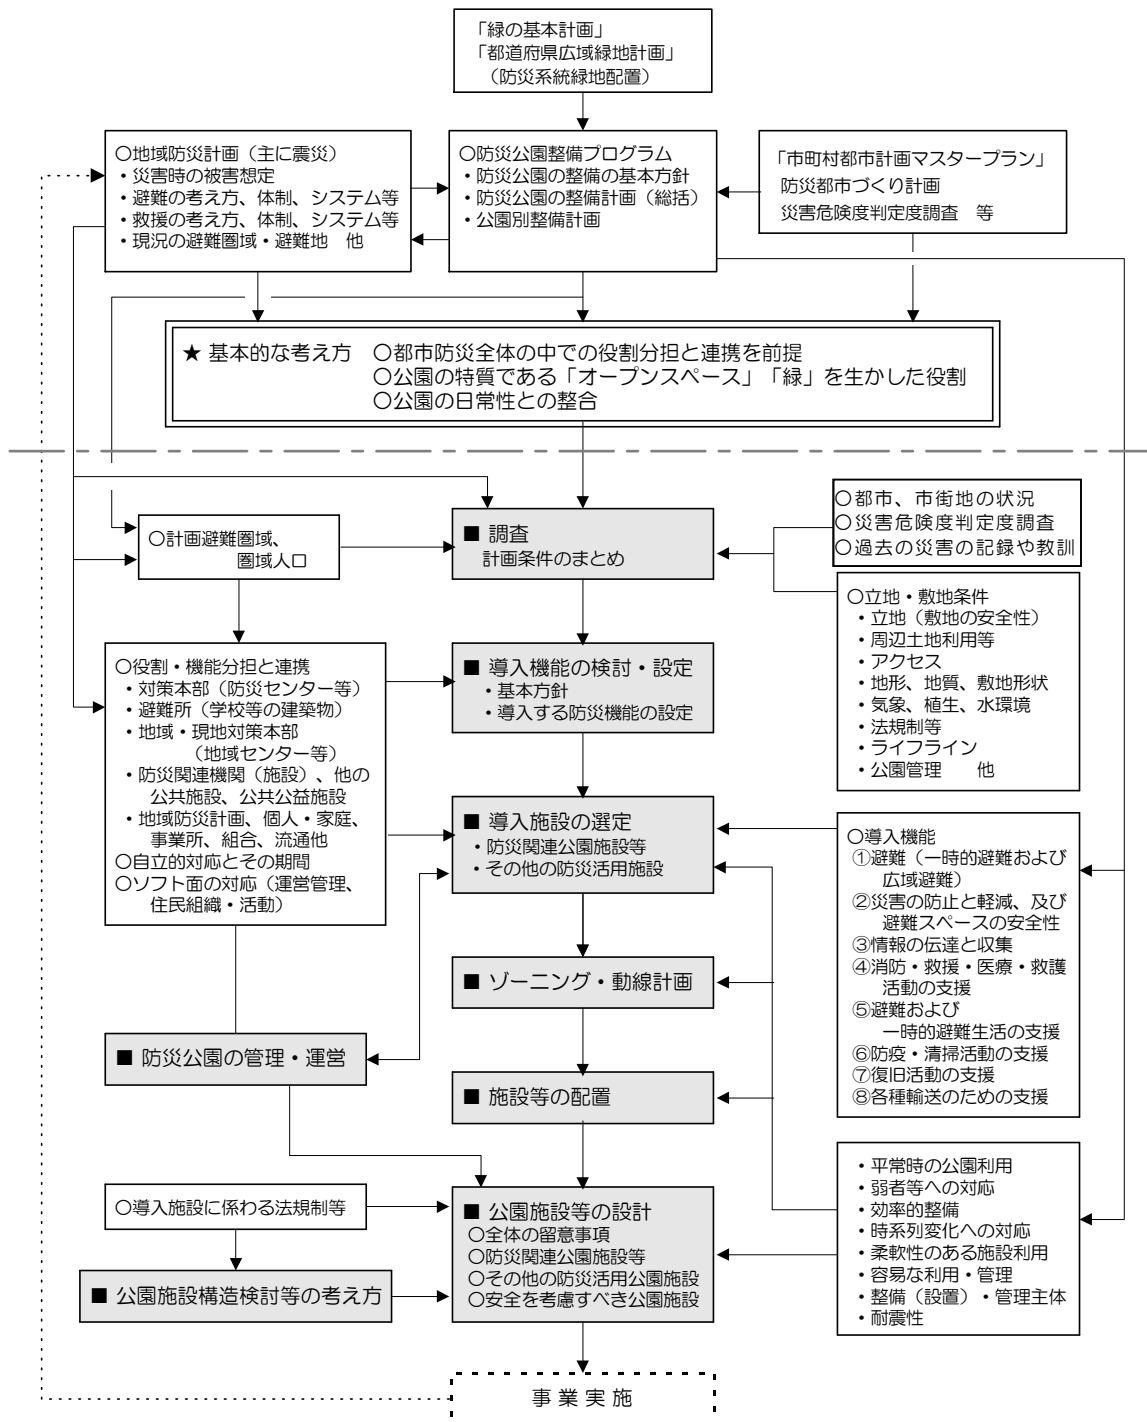 「緑の基本計画」
「都道府県広域緑地計画」
（防災系統緑地配置）
○地域防災計画（主に震災）
・災害時の被害想定
・避難の考え方、体制、システム等
・救援の考え方、体制、システム等
・現況の避難圏域・避難地　他
○防災公園整備プログラム
・防災公園の整備の基本方針
・防災公園の整備計画（総括）
・公園別整備計画
「市町村都市計画マスタープラン」
防災都市づくり計画
災害危険度判定度調査　等
★ 基本的な考え方　○都市防災全体の中での役割分担と連携を前提
○公園の特質である「オープンスペース」「緑」を生かした役割
○公園の日常性との整合
○計画避難圏域、
圏域人口
■ 調査
計画条件のまとめ
○都市、市街地の状況
○災害危険度判定度調査
○過去の災害の記録や教訓
○立地・敷地条件
・立地（敷地の安全性）
・周辺土地利用等
・アクセス
・地形、地質、敷地形状
・気象、植生、水環境
・法規制等
・ライフライン
・公園管理　　他
○役割・機能分担と連携
・対策本部（防災センター等）
・避難所（学校等の建築物）
・地域・現地対策本部
（地域センター等）
・防災関連機関（施設）、他の
公共施設、公共公益施設
・地域防災計画、個人・家庭、
事業所、組合、流通他
○自立的対応とその期間
○ソフト面の対応（運営管理、
住民組織・活動）
■ 導入機能の検討・設定
・基本方針
・導入する防災機能の設定
■ 導入施設の選定
・防災関連公園施設等
・その他の防災活用施設
○導入機能
①避難（一時的避難および
広域避難）
②災害の防止と軽減、及び
避難スペースの安全性
③情報の伝達と収集
④消防・救援・医療・救護
活動の支援
⑤避難および
一時的避難生活の支援
⑥防疫・清掃活動の支援
⑦復旧活動の支援
⑧各種輸送のための支援
■ ゾーニング・動線計画
■ 防災公園の管理・運営
■ 施設等の配置
・平常時の公園利用
・弱者等への対応
・効率的整備
・時系列変化への対応
・柔軟性のある施設利用
・容易な利用・管理
・整備（設置）・管理主体
・耐震性
○導入施設に係わる法規制等
■ 公園施設等の設計
○全体の留意事項
○防災関連公園施設等
○その他の防災活用公園施設
○安全を考慮すべき公園施設
■ 公園施設構造検討等の考え方
事 業 実 施